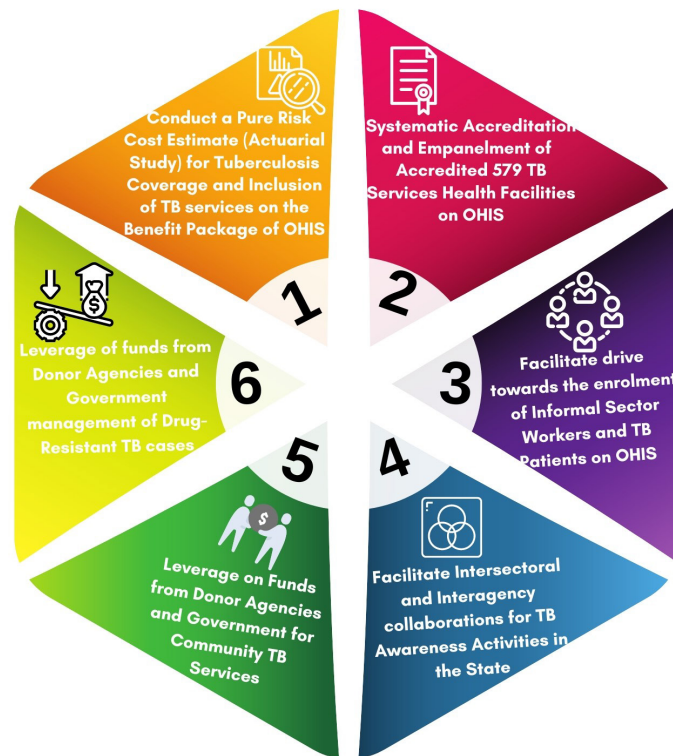 Conduct a Pure Risk
Cost Estimate (Actuarial
Study) for Tuberculosis
Coverage and Inclusion
of TB services on the
Benefit Package of OHIS
1
Systematic Accreditation
and Empanelment of
Accredited 579 TB
Services Health Facilities
on OHIS
2
Facilitate drive
towards the enrolment
of Informal Sector
Workers and TB
Patients on OHIS
3
Facilitate Intersectoral
and Interagency
collaborations for TB
Awareness Activities in
the State
4
$
Leverage on Funds
from Donor Agencies
and Government for
Community TB
Services
5
$
Leverage of funds from
Donor Agencies and
Government
management of Drug-
Resistant TB cases
6